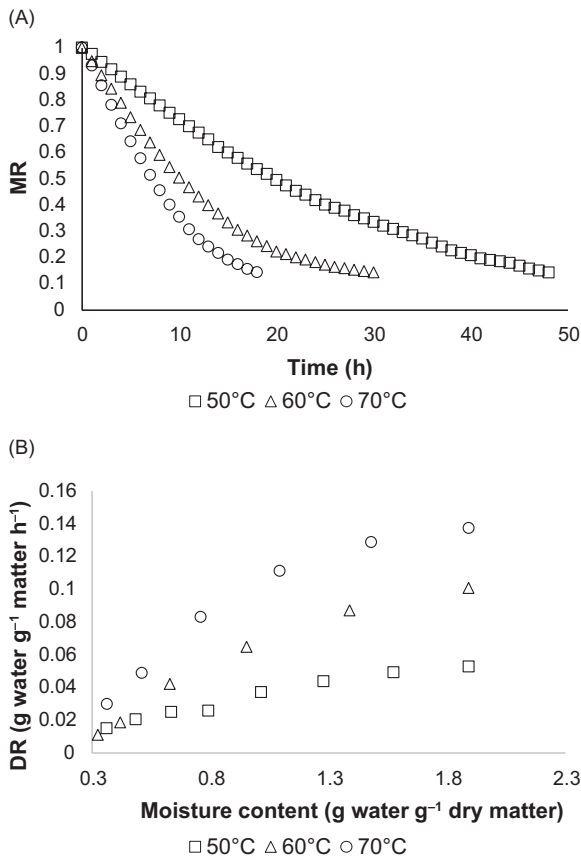 (A)
1
0.9
0.8
0.7
0.6
0.5
0.4
0.3
0.2
0.1
0
MR
0 10 20 30 40 50
Time (h)
□ 50°C △ 60°C ○ 70°C
(B)
0.16
0.14
0.12
0.1
0.08
0.06
0.04
0.02
0
DR (g water g⁻¹ matter h⁻¹)
0.3 0.8 1.3 1.8 2.3
Moisture content (g water g⁻¹ dry matter)
□ 50°C △ 60°C ○ 70°C